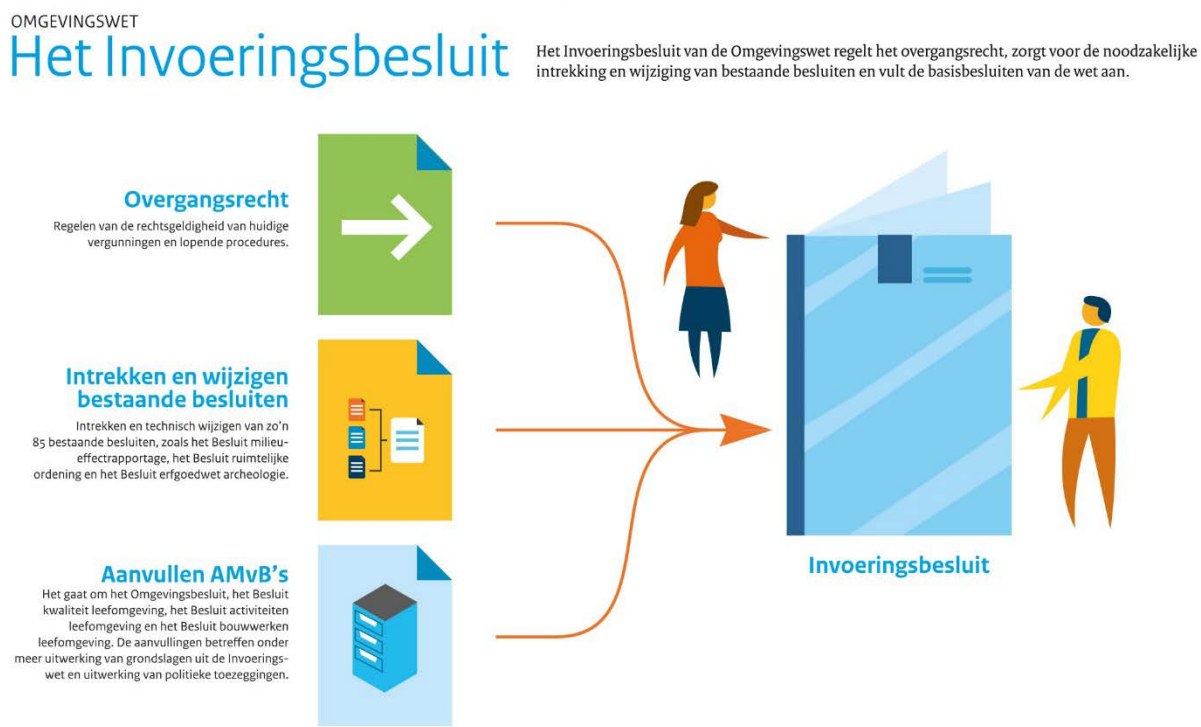 OMGEVINGSWET
Het Invoeringsbesluit
Het Invoeringsbesluit van de Omgevingswet regelt het overgangsrecht, zorgt voor de noodzakelijke
intrekking en wijziging van bestaande besluiten en vult de basisbesluiten van de wet aan.
Overgangsrecht
Regelen van de rechtsgeldigheid van huidige
vergunningen en lopende procedures.
Intrekken en wijzigen
bestaande besluiten
Intrekken en technisch wijzigen van zo'n
85 bestaande besluiten, zoals het Besluit milieu-
effectrapportage, het Besluit ruimtelijke
ordening en het Besluit erfgoedwet archeologie.
Aanvullen AMvB's
Het gaat om het Omgevingsbesluit, het Besluit
kwaliteit leefomgeving, het Besluit activiteiten
leefomgeving en het Besluit bouwwerken
leefomgeving. De aanvullingen betreffen onder
meer uitwerking van grondslagen uit de Invoerings-
wet en uitwerking van politieke toezeggingen.
Invoeringsbesluit